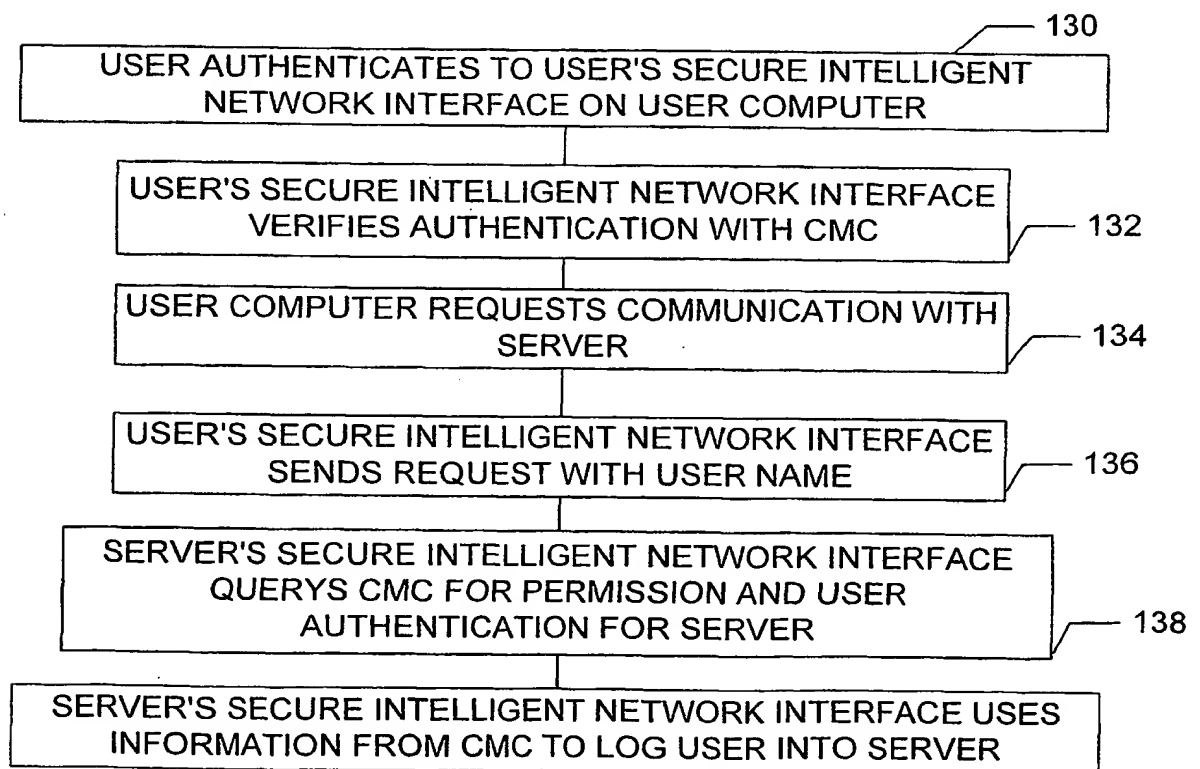 130
USER AUTHENTICATES TO USER'S SECURE INTELLIGENT
NETWORK INTERFACE ON USER COMPUTER
USER'S SECURE INTELLIGENT NETWORK INTERFACE
VERIFIES AUTHENTICATION WITH CMC
132
USER COMPUTER REQUESTS COMMUNICATION WITH
SERVER
134
USER'S SECURE INTELLIGENT NETWORK INTERFACE
SENDS REQUEST WITH USER NAME
136
SERVER'S SECURE INTELLIGENT NETWORK INTERFACE
QUERYS CMC FOR PERMISSION AND USER
AUTHENTICATION FOR SERVER
138
SERVER'S SECURE INTELLIGENT NETWORK INTERFACE USES
INFORMATION FROM CMC TO LOG USER INTO SERVER